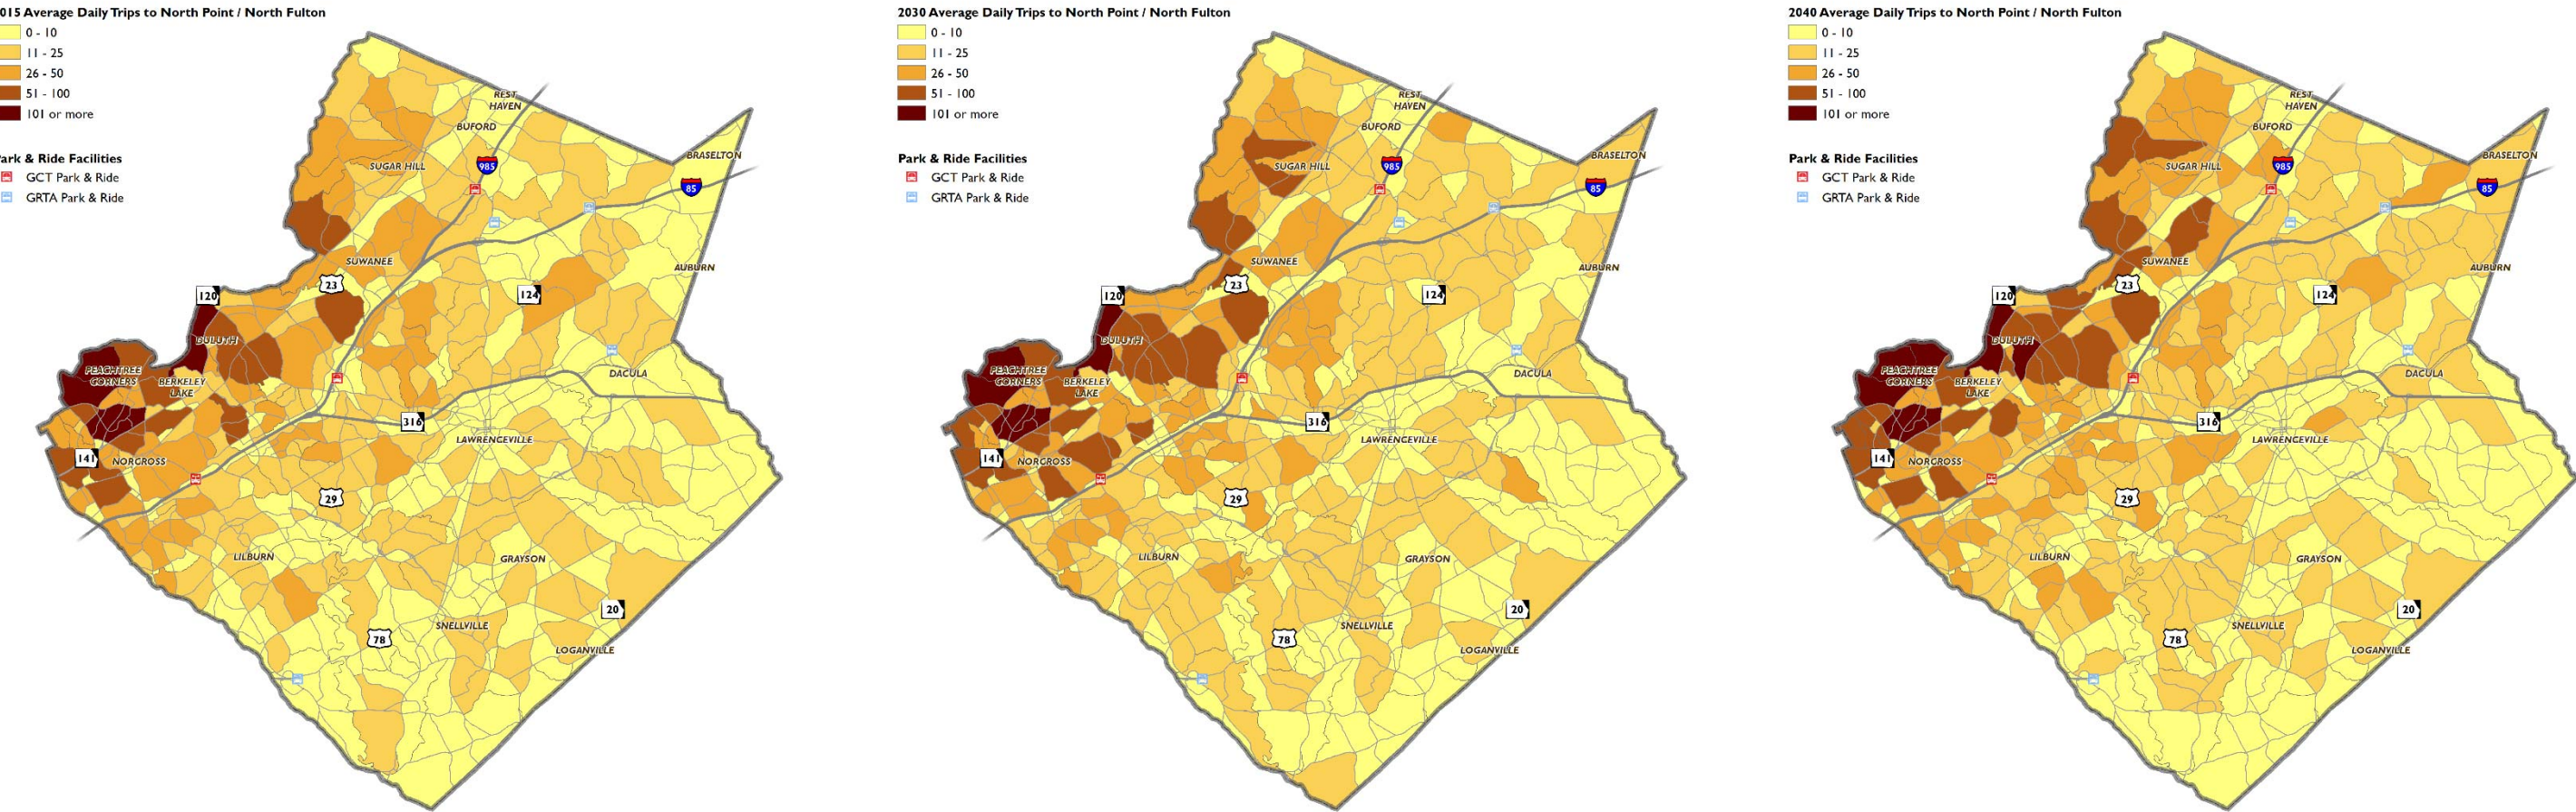 015 Average Daily Trips to North Point / North Fulton
0 - 10
11 - 25
26 - 50
51 - 100
101 or more
Park & Ride Facilities
GCT Park & Ride
GRTA Park & Ride
REST
HAVEN
BUFORD
SUGAR HILL
985
BRASELTON
85
SUWANEE
AUBURN
23
120
124
DULUTH
PEACHTREE
CORNERS
BERKELEY
LAKE
DACULA
316
LAWRENCEVILLE
141
NORCROSS
29
LILBURN
GRAYSON
20
SNELLVILLE
78
LOGANVILLE
2030 Average Daily Trips to North Point / North Fulton
0 - 10
11 - 25
26 - 50
51 - 100
101 or more
Park & Ride Facilities
GCT Park & Ride
GRTA Park & Ride
REST
HAVEN
BUFORD
SUGAR HILL
985
BRASELTON
85
SUWANEE
AUBURN
23
120
124
DULUTH
PEACHTREE
CORNERS
BERKELEY
LAKE
DACULA
316
LAWRENCEVILLE
141
NORCROSS
29
LILBURN
GRAYSON
20
SNELLVILLE
78
LOGANVILLE
2040 Average Daily Trips to North Point / North Fulton
0 - 10
11 - 25
26 - 50
51 - 100
101 or more
Park & Ride Facilities
GCT Park & Ride
GRTA Park & Ride
REST
HAVEN
BUFORD
SUGAR HILL
985
BRASELTON
85
SUWANEE
AUBURN
23
120
124
DULUTH
PEACHTREE
CORNERS
BERKELEY
LAKE
DACULA
316
LAWRENCEVILLE
141
NORCROSS
29
LILBURN
GRAYSON
20
SNELLVILLE
78
LOGANVILLE